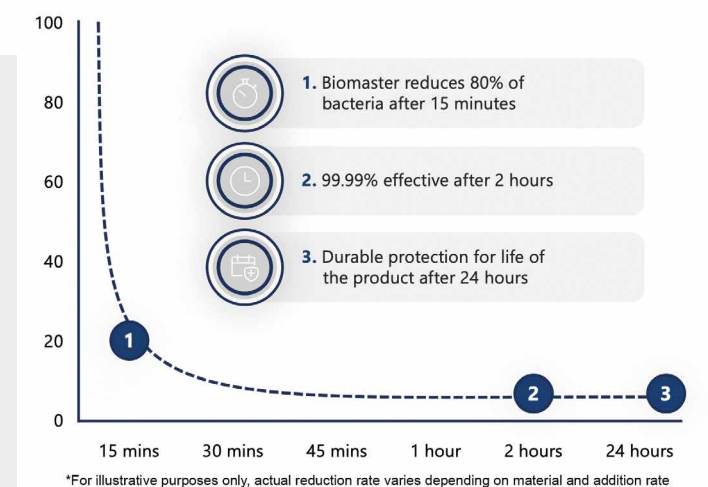 100
80
60
40
20
0
1. Biomaster reduces 80% of
bacteria after 15 minutes
2. 99.99% effective after 2 hours
3. Durable protection for life of
the product after 24 hours
1
2
3
15 mins
30 mins
45 mins
1 hour
2 hours
24 hours
*For illustrative purposes only, actual reduction rate varies depending on material and addition rate